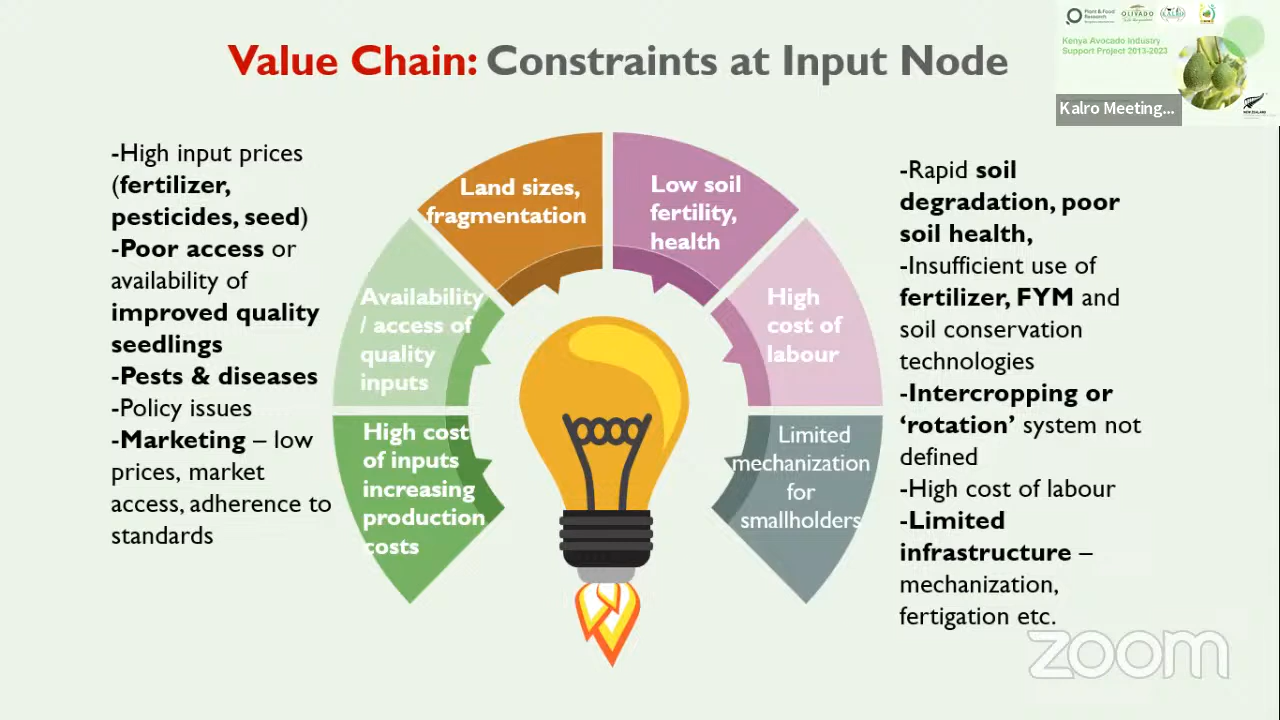 Value Chain: Constraints at Input Node
Plant & Food
Research
OLIVADO
KALRO
Kenya Avocado Industry
Support Project 2013-2023
Kalro Meeting...
-High input prices
(fertilizer,
pesticides, seed)
-Poor access or
availability of
improved quality
seedlings
-Pests & diseases
-Policy issues
-Marketing – low
prices, market
access, adherence to
standards
High cost
of inputs
increasing
production
costs
Availability
/ access of
quality
inputs
Land sizes,
fragmentation
Low soil
fertility,
health
High
cost of
labour
Limited
mechanization
for
smallholders
-Rapid soil
degradation, poor
soil health,
-Insufficient use of
fertilizer, FYM and
soil conservation
technologies
-Intercropping or
‘rotation’ system not
defined
-High cost of labour
-Limited
infrastructure –
mechanization,
fertigation etc.
zoom